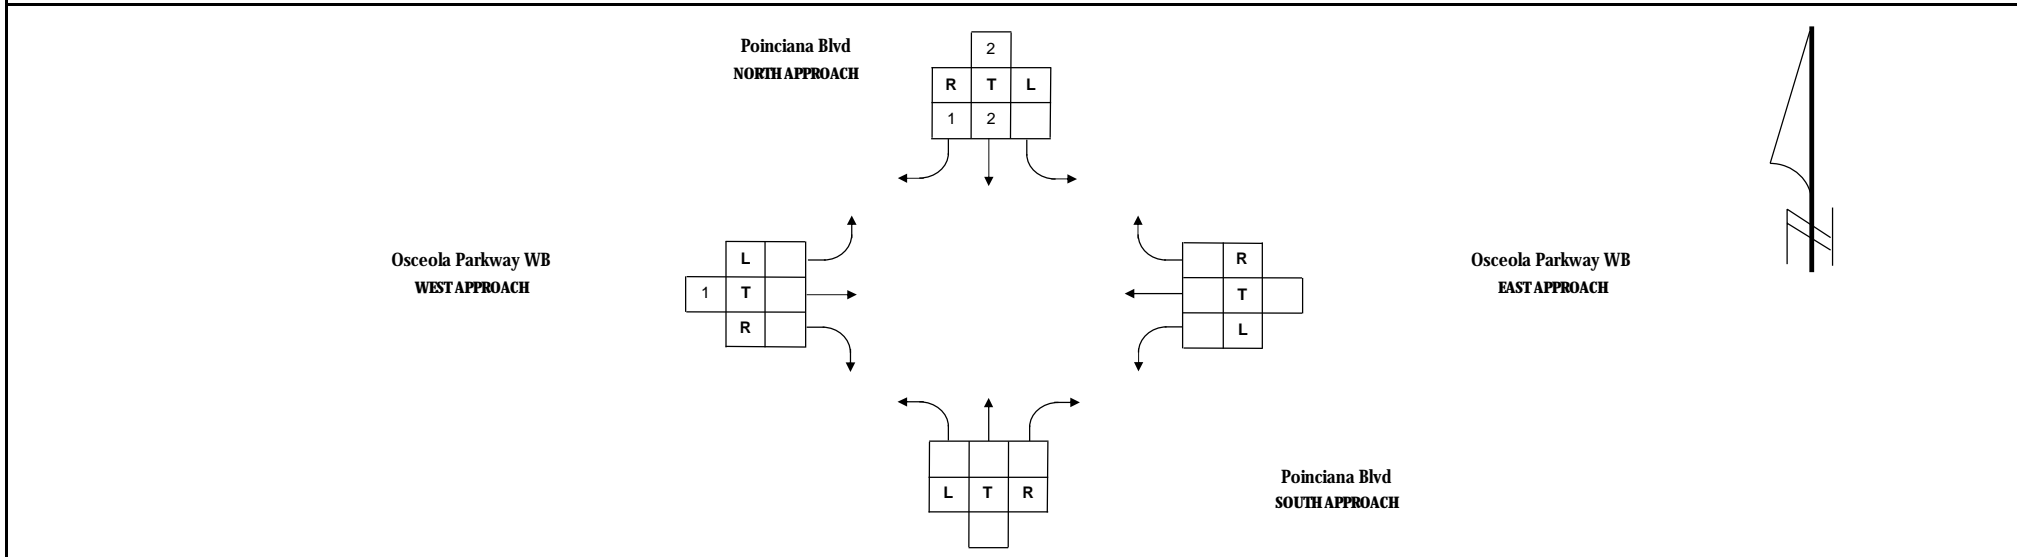 Poinciana Blvd
NORTH APPROACH
2
R T L
1 2
Osceola Parkway WB
WEST APPROACH
L
1 T
R
R
T
L
Osceola Parkway WB
EAST APPROACH
N
L T R
Poinciana Blvd
SOUTH APPROACH